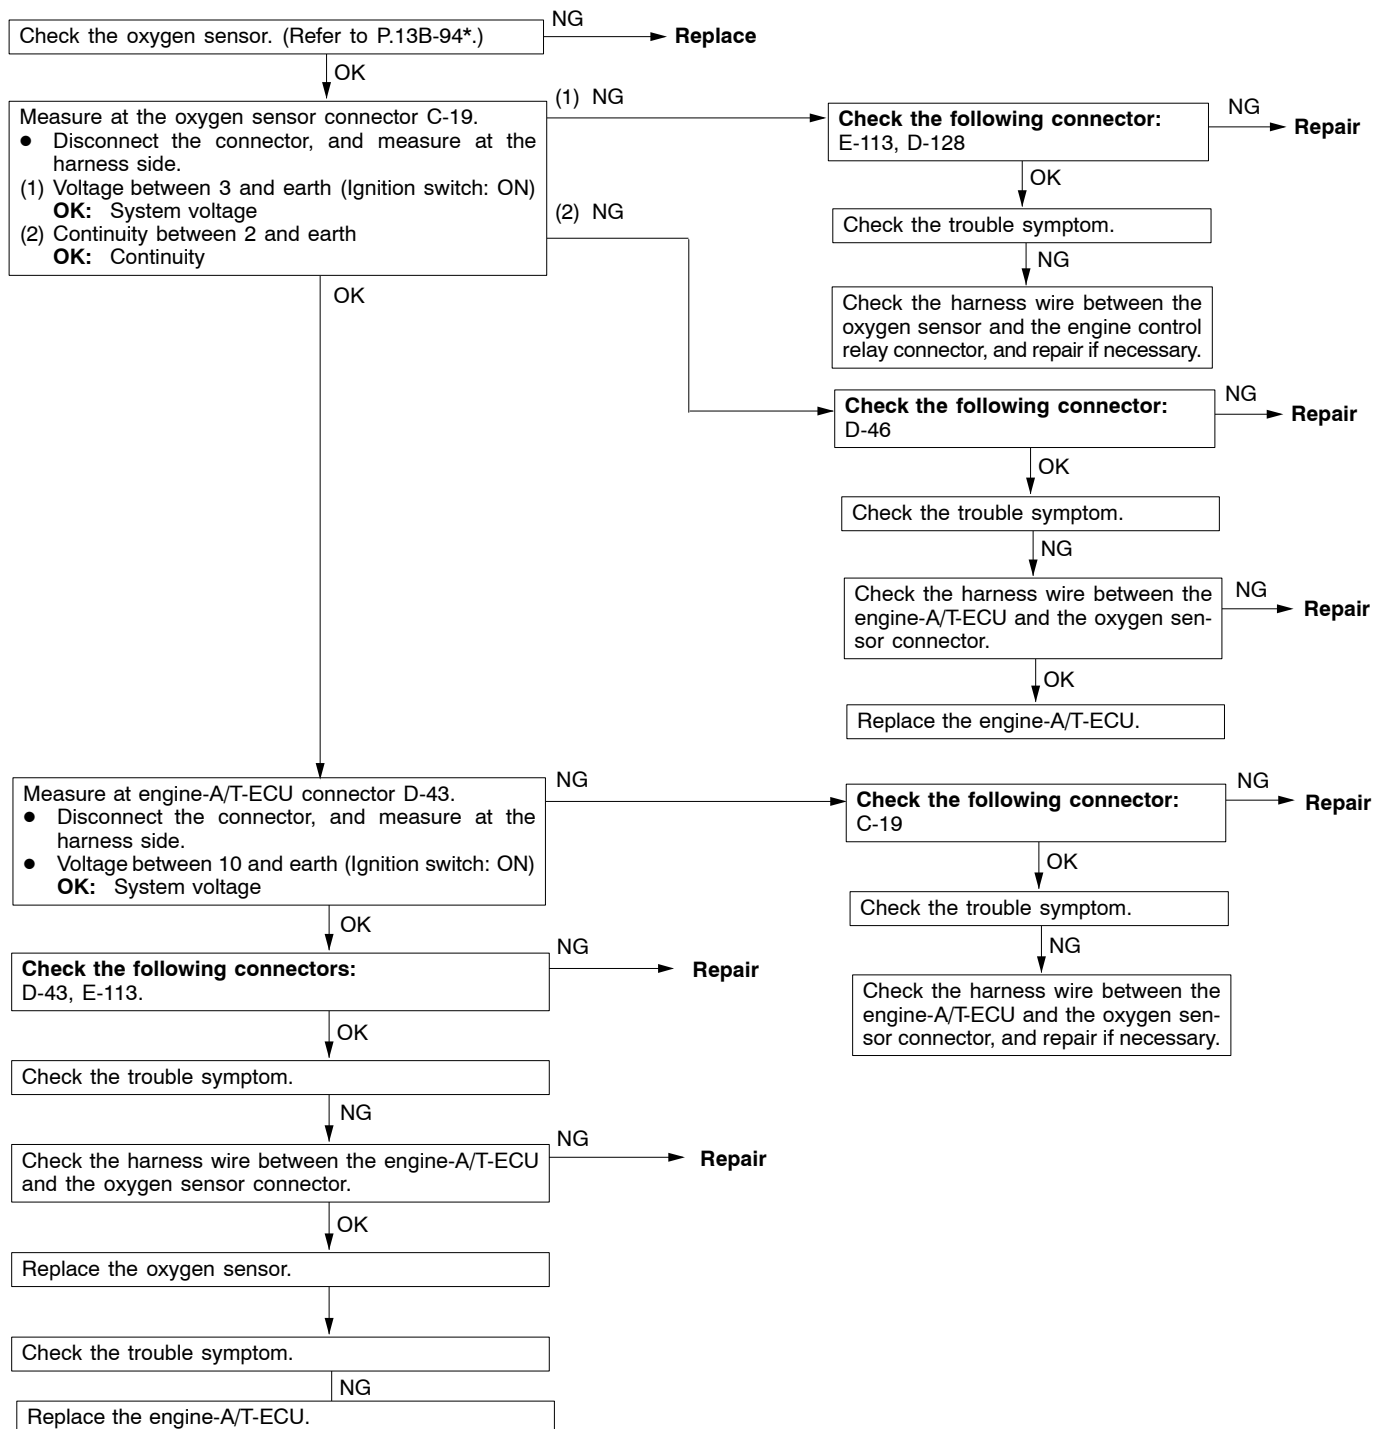 Check the oxygen sensor. (Refer to P.13B-94*.)
NG
Replace
OK
Measure at the oxygen sensor connector C-19.
● Disconnect the connector, and measure at the
harness side.
(1) Voltage between 3 and earth (Ignition switch: ON)
OK: System voltage
(2) Continuity between 2 and earth
OK: Continuity
(1) NG
Check the following connector:
E-113, D-128
NG
Repair
OK
Check the trouble symptom.
NG
Check the harness wire between the
oxygen sensor and the engine control
relay connector, and repair if necessary.
(2) NG
Check the following connector:
D-46
NG
Repair
OK
Check the trouble symptom.
NG
Check the harness wire between the
engine-A/T-ECU and the oxygen sen-
sor connector.
NG
Repair
OK
Replace the engine-A/T-ECU.
OK
Measure at engine-A/T-ECU connector D-43.
● Disconnect the connector, and measure at the
harness side.
● Voltage between 10 and earth (Ignition switch: ON)
OK: System voltage
NG
Check the following connector:
C-19
NG
Repair
OK
Check the trouble symptom.
NG
Check the harness wire between the
engine-A/T-ECU and the oxygen sen-
sor connector, and repair if necessary.
OK
Check the following connectors:
D-43, E-113.
NG
Repair
OK
Check the trouble symptom.
NG
Check the harness wire between the engine-A/T-ECU
and the oxygen sensor connector.
NG
Repair
OK
Replace the oxygen sensor.
Check the trouble symptom.
NG
Replace the engine-A/T-ECU.